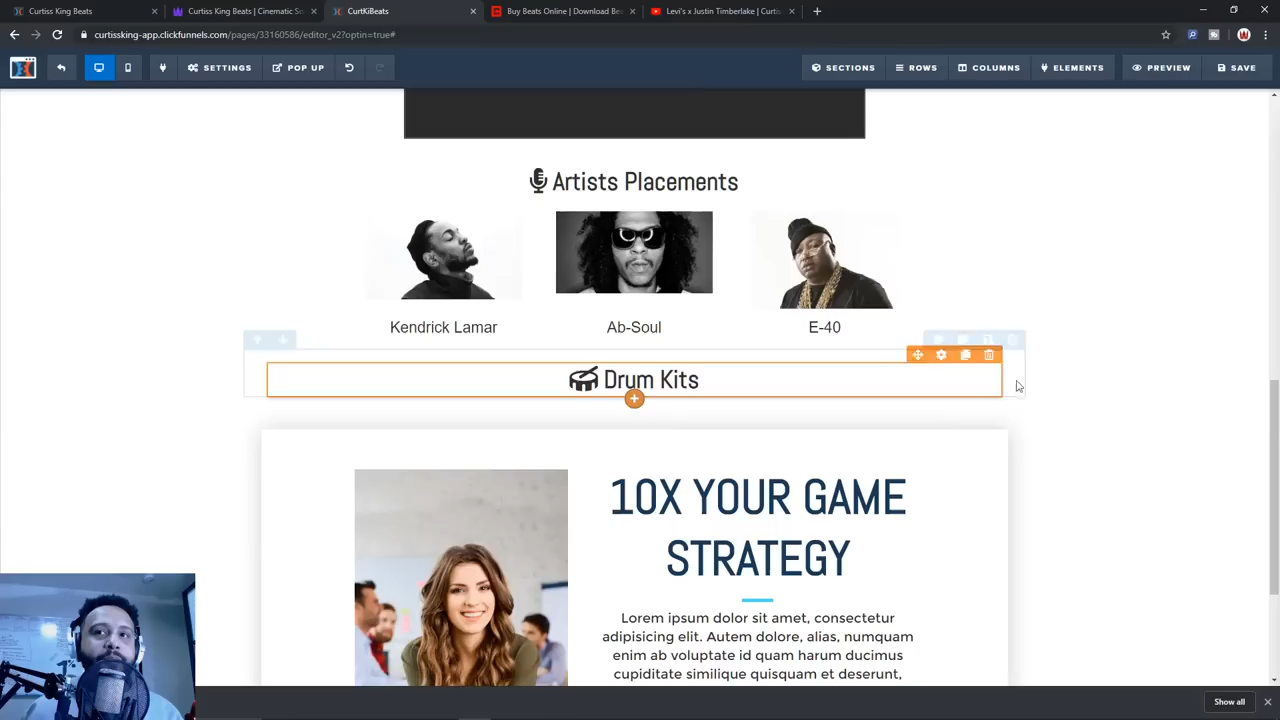 Curtiss King Beats
Curtiss King Beats | Cinematic So
CurtKiBeats
Buy Beats Online | Download Be
Levi's x Justin Timberlake | Curtis
curtissking-app.clickfunnels.com/pages/33160586/editor_v2?optin=true#
SETTINGS
POP UP
SECTIONS
ROWS
COLUMNS
ELEMENTS
PREVIEW
SAVE
Artists Placements
Kendrick Lamar
Ab-Soul
E-40
Drum Kits
10X YOUR GAME
STRATEGY
Lorem ipsum dolor sit amet, consectetur
adipisicing elit. Autem dolore, alias, numquam
enim ab voluptate id quam harum ducimus
cupiditate similique quisquam et deserunt,
Show all